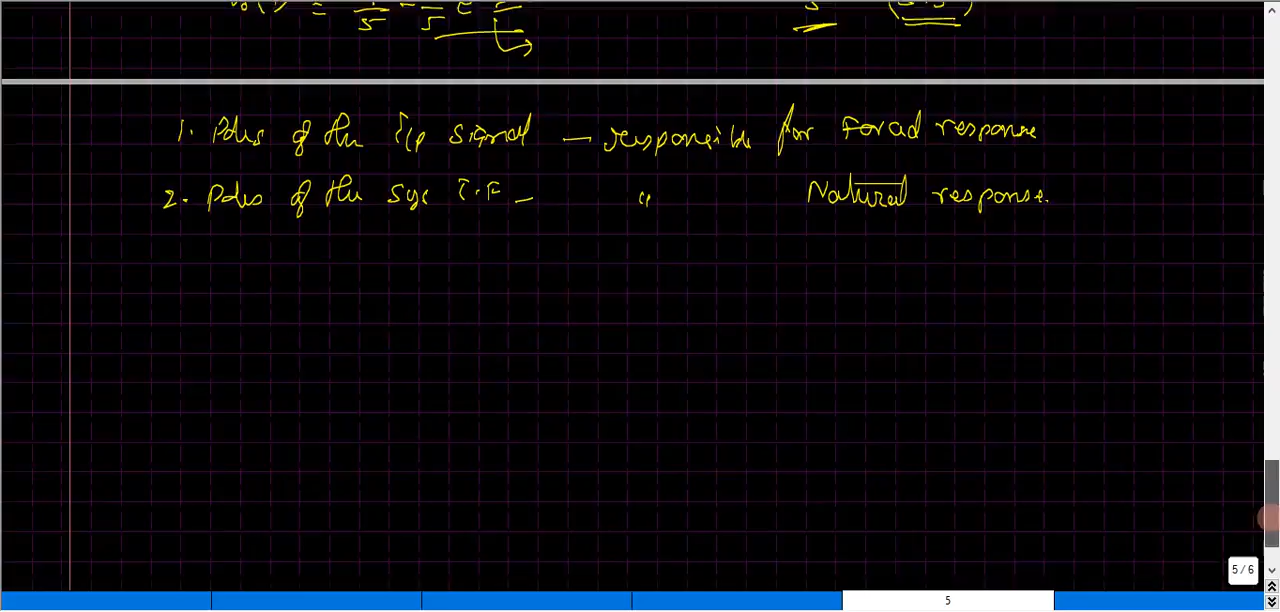 1. Poles of the i/p signal — responsible for Forced response
2. Poles of the sys T.F — " Natural response.
5 / 6
5